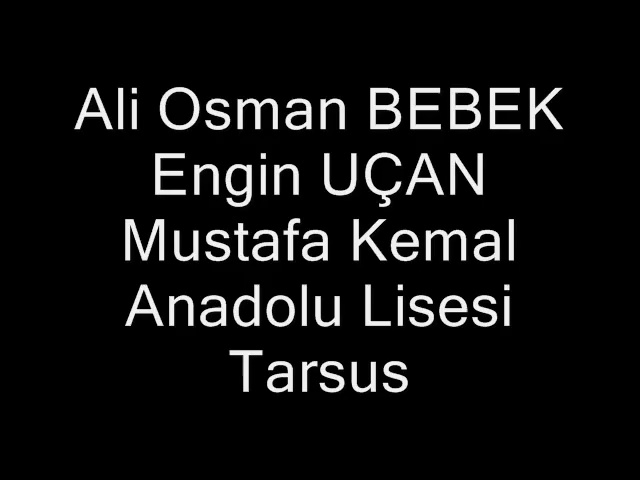 Ali Osman BEBEK
Engin UÇAN
Mustafa Kemal
Anadolu Lisesi
Tarsus